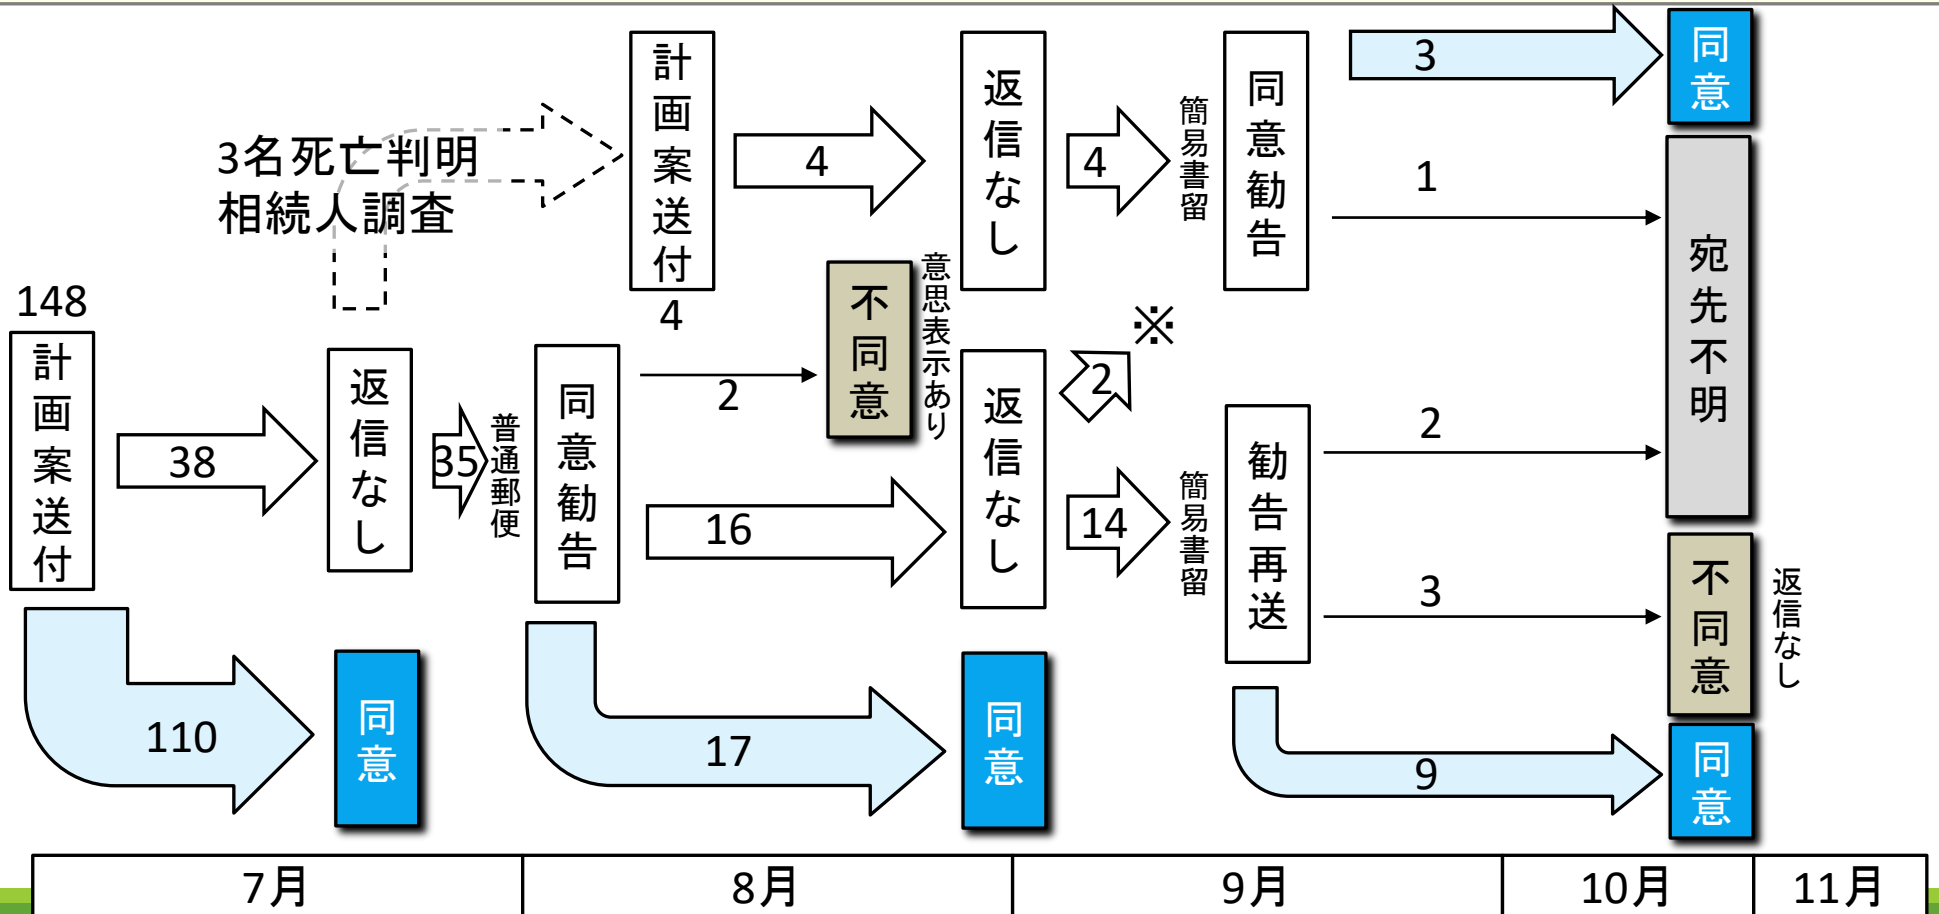 148
計画案送付
38
110
同意
3名死亡判明
相続人調査
返信なし
35
普通郵便
同意勧告
計画案送付
4
4
2
不同意
意思表示あり
16
17
同意
返信なし
4
簡易書留
同意勧告
返信なし
2
※
14
簡易書留
勧告再送
3
同意
1
宛先不明
2
3
不同意
返信なし
9
同意
7月
8月
9月
10月
11月